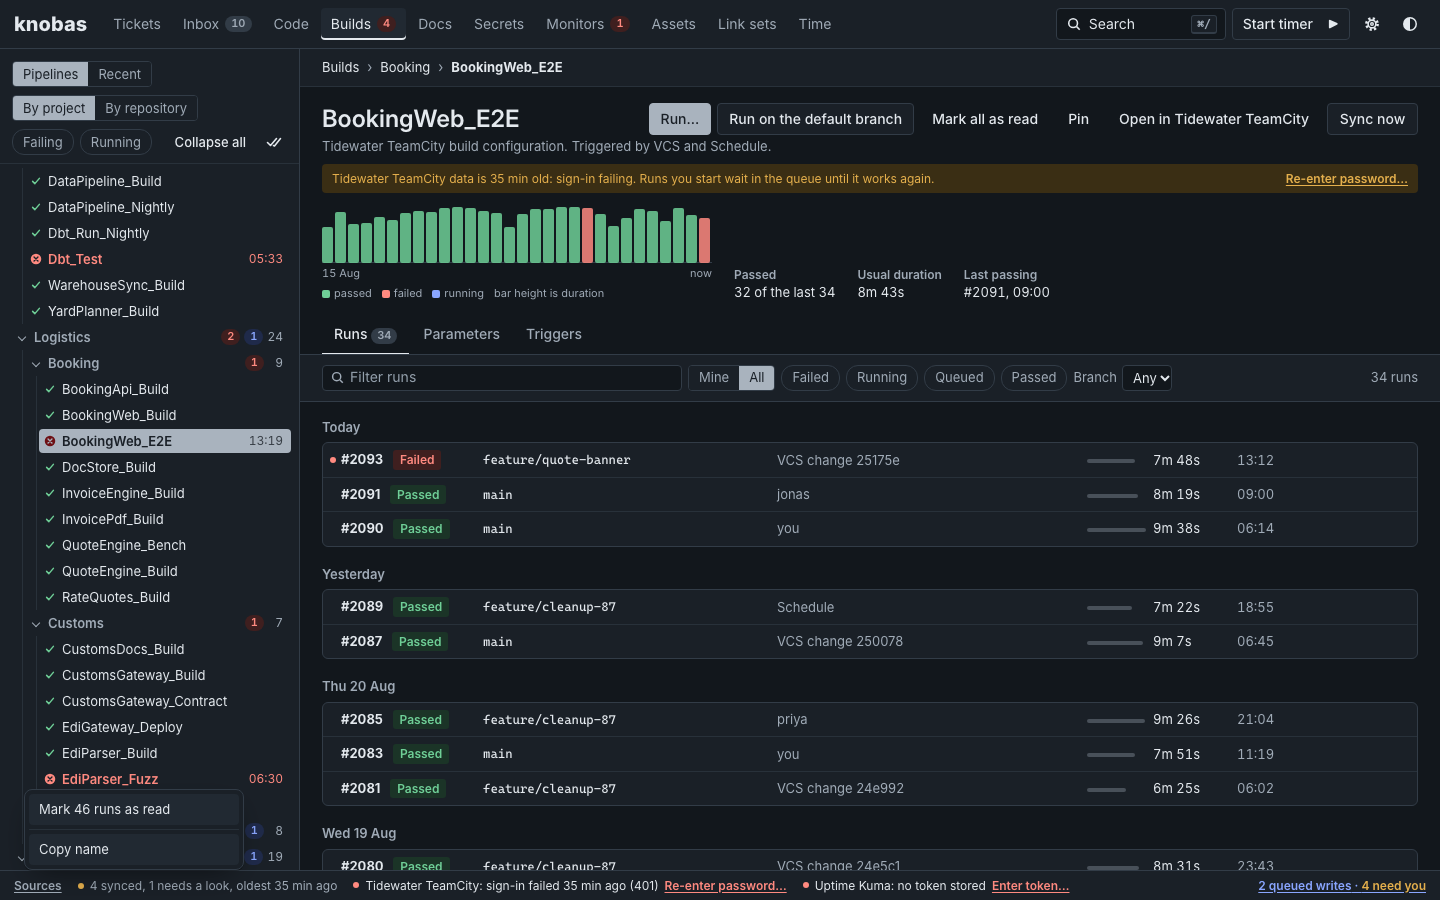 knobas
Tickets
Inbox 10
Code
Builds 4
Docs
Secrets
Monitors 1
Assets
Link sets
Time
Search ⌘/
Start timer
Pipelines
Recent
By project
By repository
Failing
Running
Collapse all
DataPipeline_Build
DataPipeline_Nightly
Dbt_Run_Nightly
Dbt_Test 05:33
WarehouseSync_Build
YardPlanner_Build
Logistics 2 1 24
Booking 1 9
BookingApi_Build
BookingWeb_Build
BookingWeb_E2E 13:19
DocStore_Build
InvoiceEngine_Build
InvoicePdf_Build
QuoteEngine_Bench
QuoteEngine_Build
RateQuotes_Build
Customs 1 7
CustomsDocs_Build
CustomsGateway_Build
CustomsGateway_Contract
EdiGateway_Deploy
EdiParser_Build
EdiParser_Fuzz 06:30
Mark 46 runs as read
Copy name
1 8
1 19
Builds › Booking › BookingWeb_E2E
BookingWeb_E2E
Run...
Run on the default branch
Mark all as read
Pin
Open in Tidewater TeamCity
Sync now
Tidewater TeamCity build configuration. Triggered by VCS and Schedule.
Tidewater TeamCity data is 35 min old: sign-in failing. Runs you start wait in the queue until it works again.
Re-enter password...
15 Aug
now
passed
failed
running
bar height is duration
Passed
32 of the last 34
Usual duration
8m 43s
Last passing
#2091, 09:00
Runs 34
Parameters
Triggers
Filter runs
Mine
All
Failed
Running
Queued
Passed
Branch Any
34 runs
Today
#2093 Failed feature/quote-banner VCS change 25175e 7m 48s 13:12
#2091 Passed main jonas 8m 19s 09:00
#2090 Passed main you 9m 38s 06:14
Yesterday
#2089 Passed feature/cleanup-87 Schedule 7m 22s 18:55
#2087 Passed main VCS change 250078 9m 7s 06:45
Thu 20 Aug
#2085 Passed feature/cleanup-87 priya 9m 26s 21:04
#2083 Passed main you 7m 51s 11:19
#2081 Passed feature/cleanup-87 VCS change 24e992 6m 25s 06:02
Wed 19 Aug
#2080 Passed feature/cleanup-87 VCS change 24e5c1 8m 31s 23:43
Sources
4 synced, 1 needs a look, oldest 35 min ago
Tidewater TeamCity: sign-in failed 35 min ago (401) Re-enter password...
Uptime Kuma: no token stored Enter token...
2 queued writes · 4 need you